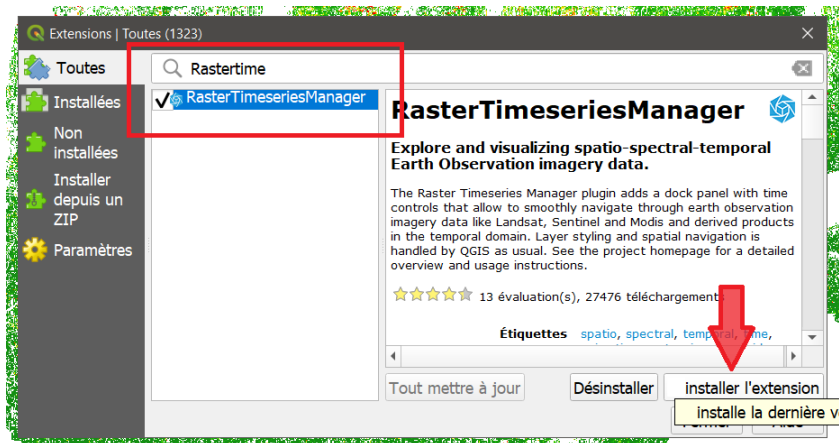 Extensions | Toutes (1323)
Toutes
Rastertime
Installées
RasterTimeseriesManager
Non
installées
Installer
depuis un
ZIP
Paramètres
RasterTimeseriesManager
Explore and visualizing spatio-spectral-temporal
Earth Observation imagery data.
The Raster Timeseries Manager plugin adds a dock panel with time
controls that allow to smoothly navigate through earth observation
imagery data like Landsat, Sentinel and Modis and derived products
in the temporal domain. Layer styling and spatial navigation is
handled by QGIS as usual. See the project homepage for a detailed
overview and usage instructions.
13 évaluation(s), 27476 téléchargements
Étiquettes spatio, spectral, temporal, time,
Tout mettre à jour
Désinstaller
installer l'extension
installe la dernière v